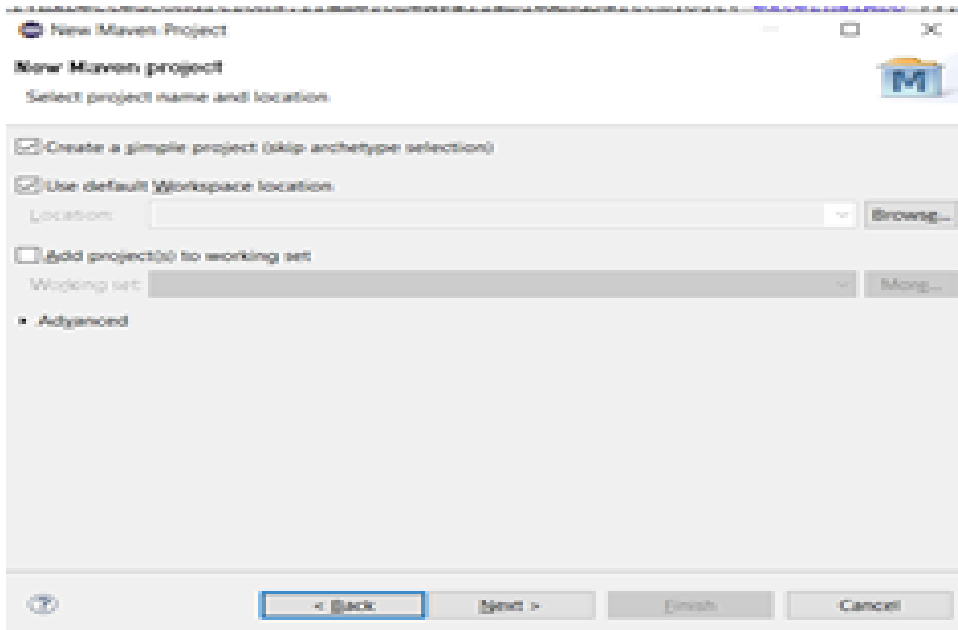 New Maven Project
New Maven project
Select project name and location
M
Create a simple project (skip archetype selection)
Use default Workspace location
Location:
Browse...
Add project(s) to working set
Working set:
More...
Advanced
?
< Back
Next >
Finish
Cancel